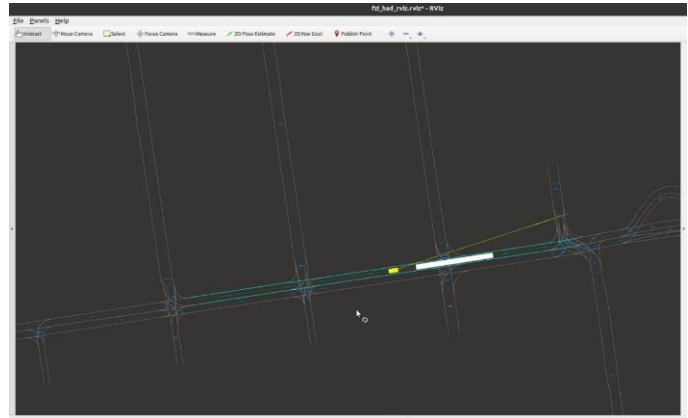 fzi_had_rviz.rviz* - RViz
File Panels Help
Interact Move Camera Select Focus Camera Measure 2D Pose Estimate 2D Nav Goal Publish Point